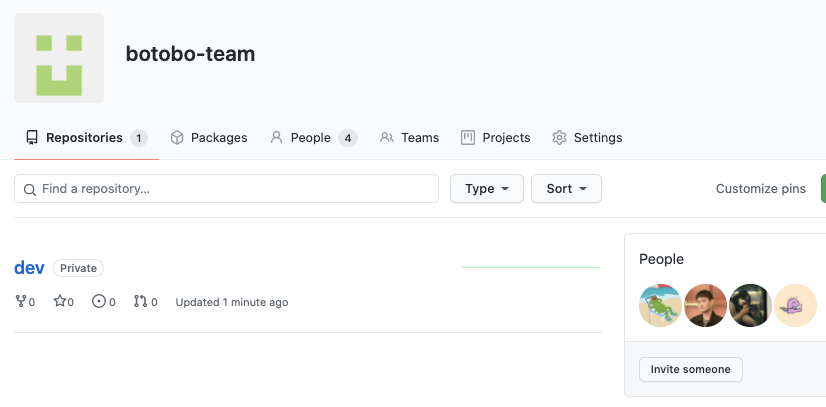 botobo-team
Repositories 1 Packages People 4 Teams Projects Settings
Find a repository... Type Sort Customize pins
dev Private
0 0 0 0 Updated 1 minute ago
People
Invite someone